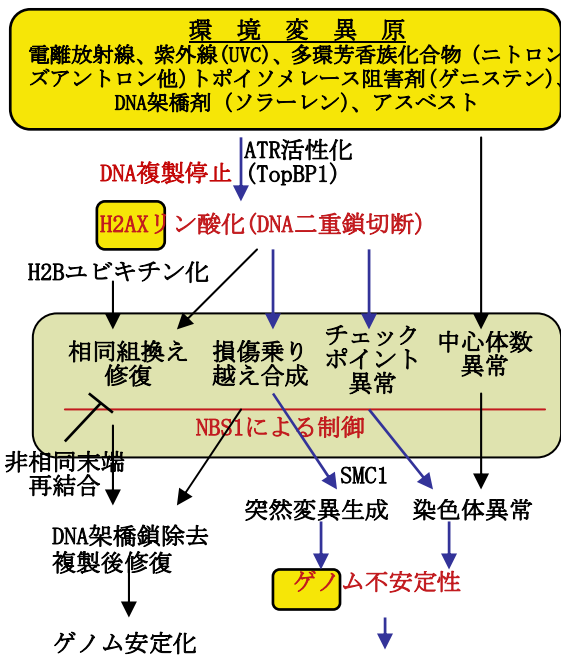 環 境 変 異 原
電離放射線、紫外線(UVC)、多環芳香族化合物（ニトロン
ズアントロン他）トポイソメレース阻害剤(ゲニステン)、
DNA架橋剤（ソラーレン）、アスベスト
ATR活性化
(TopBP1)
DNA複製停止
H2AXリン酸化(DNA二重鎖切断)
H2Bユビキチン化
相同組換え
修復
損傷乗り
越え合成
チェック
ポイント
異常
中心体数
異常
NBS1による制御
非相同末端
再結合
SMC1
突然変異生成
染色体異常
DNA架橋鎖除去
複製後修復
ゲノム不安定性
ゲノム安定化